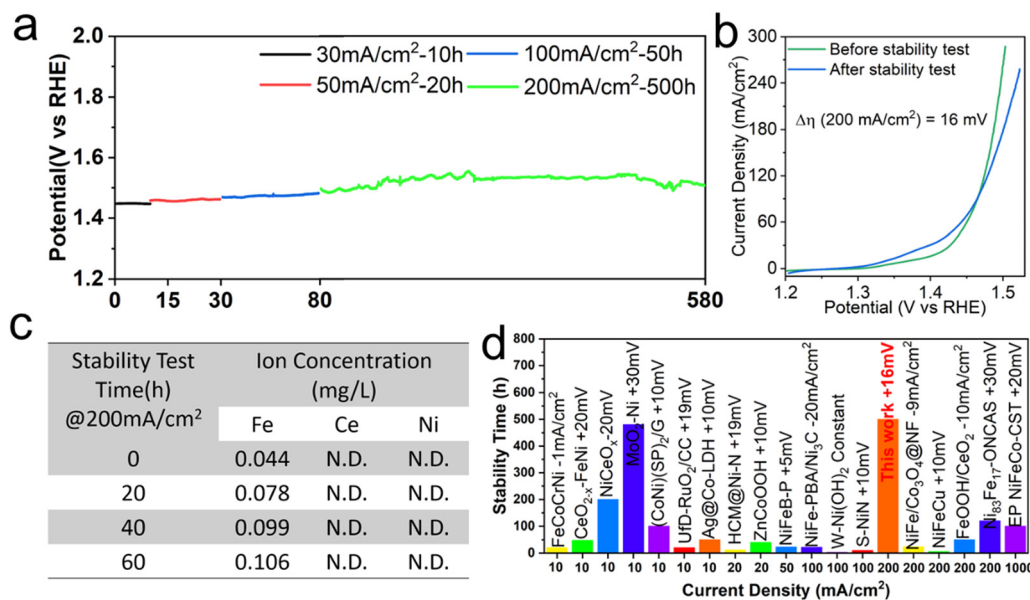 a
2.0
1.8
1.6
1.4
1.2
Potential(V vs RHE)
30mA/cm²-10h
100mA/cm²-50h
50mA/cm²-20h
200mA/cm²-500h
0
15
30
80
580
b
300
240
180
120
60
0
Current Density (mA/cm²)
Before stability test
After stability test
Δη (200 mA/cm²) = 16 mV
1.2
1.3
1.4
1.5
Potential (V vs RHE)
c
Stability Test Time(h) @200mA/cm²
Ion Concentration (mg/L)
Fe Ce Ni
0 0.044 N.D. N.D.
20 0.078 N.D. N.D.
40 0.099 N.D. N.D.
60 0.106 N.D. N.D.
d
800
700
600
500
400
300
200
100
0
Stability Time (h)
FeCoCrNi -1mA/cm²
CeO₂₋ₓ-FeNi +20mV
NiCeOₓ-20mV
MoO₂-Ni +30mV
(CoNi)(SP)₂/G +10mV
UfD-RuO₂/CC +19mV
Ag@Co-LDH +10mV
HCM@Ni-N +19mV
ZnCoOOH +10mV
NiFeB-P +5mV
NiFe-PBA/Ni₃C -20mA/cm²
W-Ni(OH)₂ Constant
S-NiN +10mV
This work +16mV
NiFe/Co₃O₄@NF -9mA/cm²
NiFeCu +10mV
FeOOH/CeO₂ -10mA/cm²
Ni₈₃Fe₁₇-ONCAS +30mV
EP NiFeCo-CST +20mV
10 10 10 10 10 10 10 20 20 50 100 100 100 200 200 200 200 200 1000
Current Density (mA/cm²)